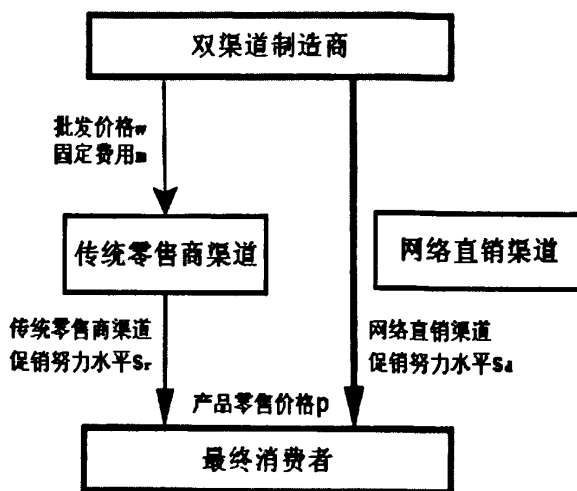 双渠道制造商
批发价格w
固定费用m
传统零售商渠道
网络直销渠道
传统零售商渠道
促销努力水平Sr
网络直销渠道
促销努力水平Sd
产品零售价格p
最终消费者